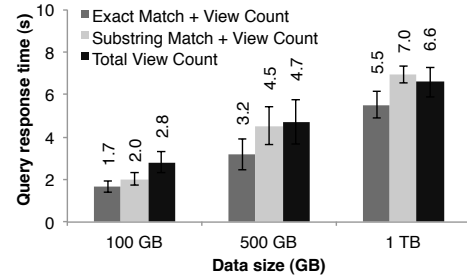 Query response time (s)
10
8
6
4
2
0
Exact Match + View Count
Substring Match + View Count
Total View Count
1.7
2.0
2.8
3.2
4.5
4.7
5.5
7.0
6.6
100 GB
500 GB
1 TB
Data size (GB)